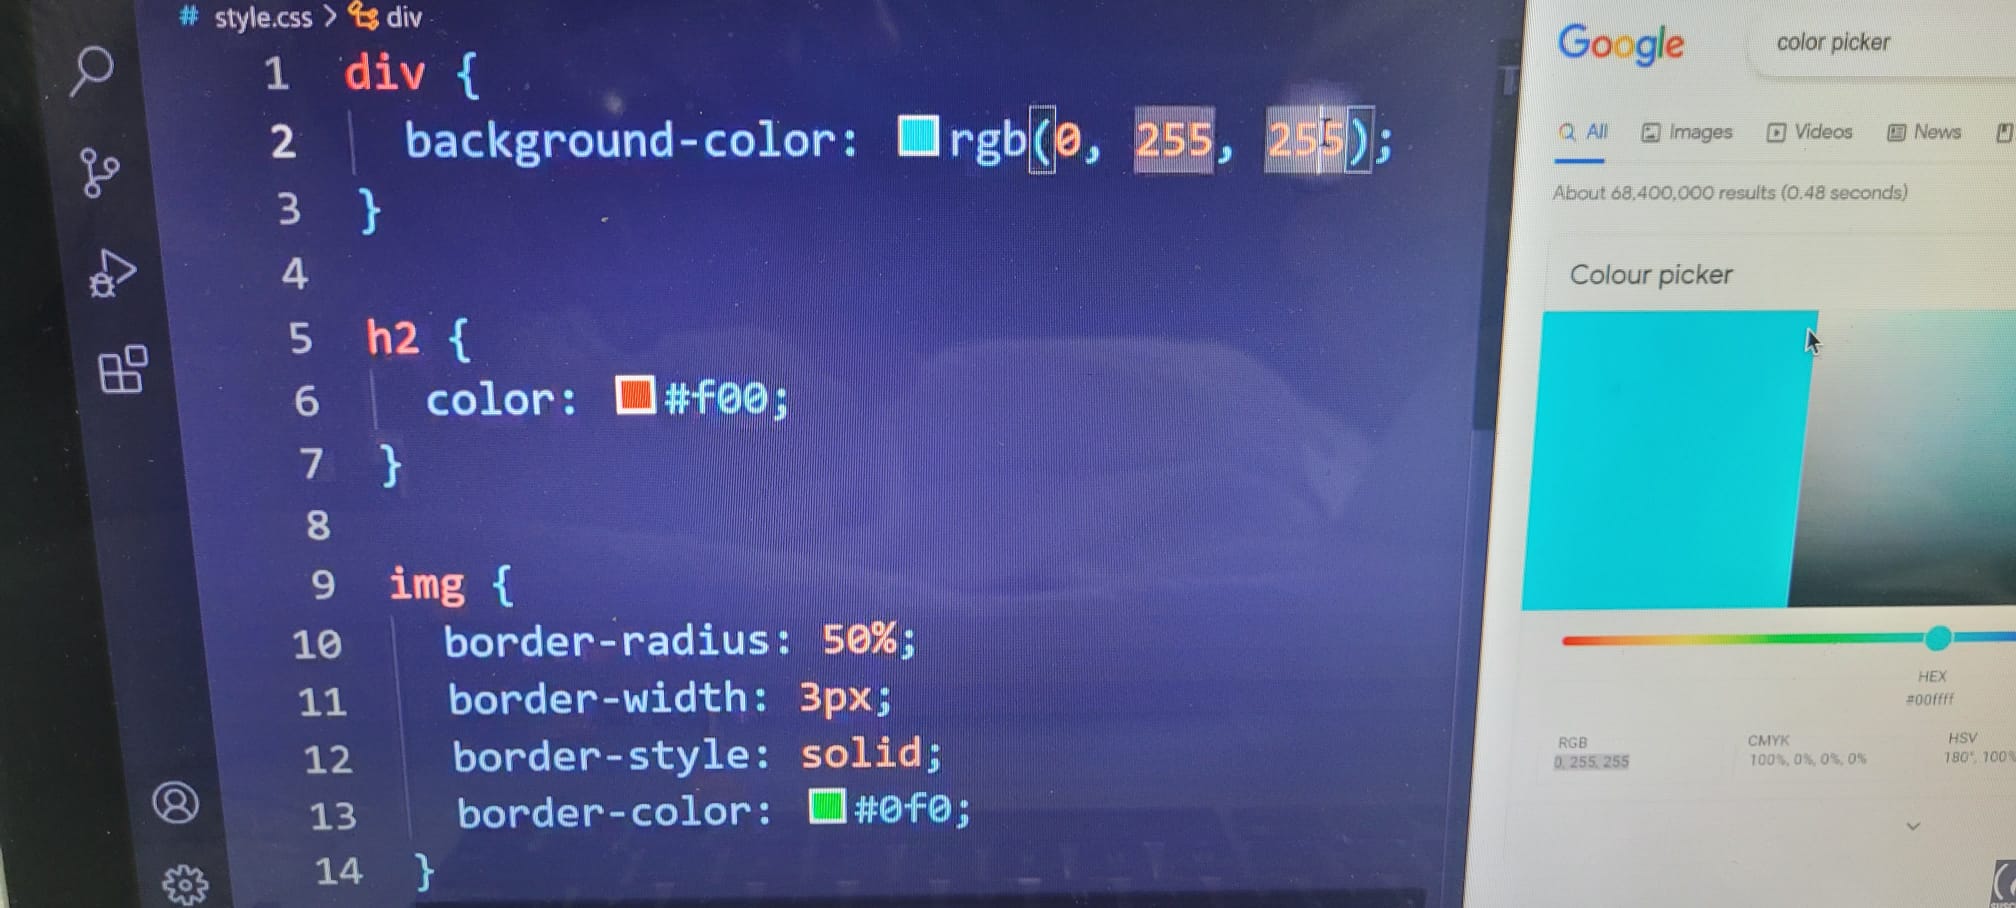 # style.css > div
1 div {
2 background-color: rgb(0, 255, 255);
3 }
4
5 h2 {
6 color: #f00;
7 }
8
9 img {
10 border-radius: 50%;
11 border-width: 3px;
12 border-style: solid;
13 border-color: #0f0;
14 }
Google color picker
All Images Videos News
About 68,400,000 results (0.48 seconds)
Colour picker
HEX
#00ffff
RGB CMYK HSV
0, 255, 255 100%, 0%, 0%, 0% 180°, 100%